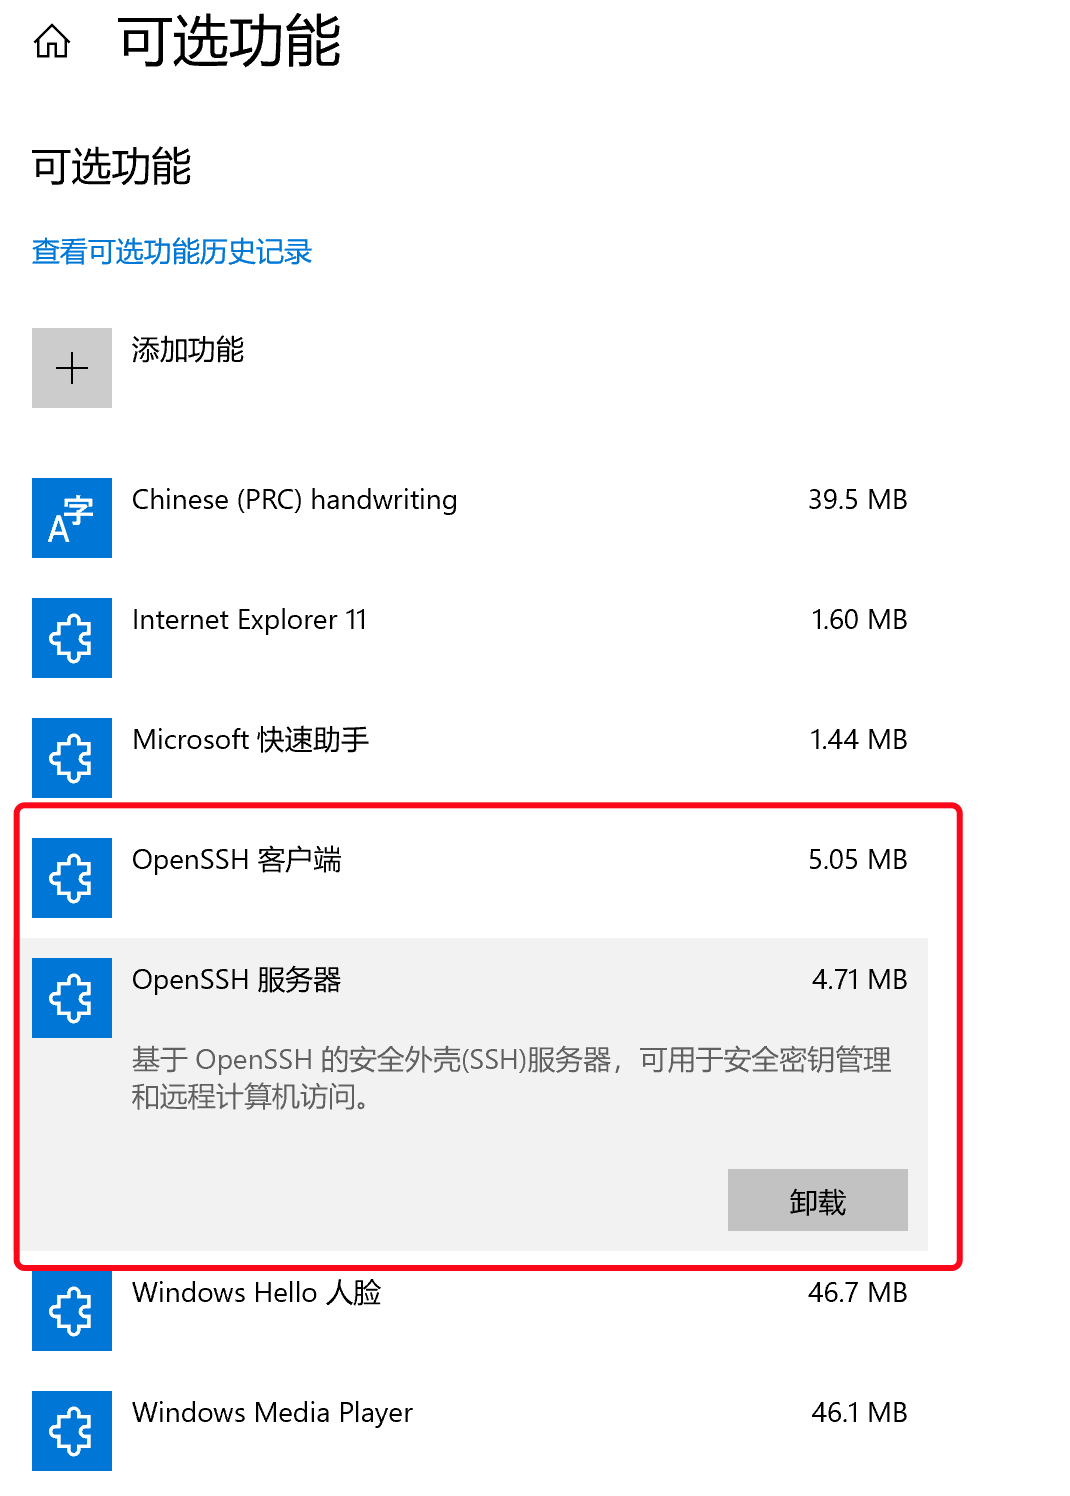 可选功能
可选功能
查看可选功能历史记录
添加功能
A字
Chinese (PRC) handwriting 39.5 MB
Internet Explorer 11 1.60 MB
Microsoft 快速助手 1.44 MB
OpenSSH 客户端 5.05 MB
OpenSSH 服务器 4.71 MB
基于 OpenSSH 的安全外壳(SSH)服务器，可用于安全密钥管理
和远程计算机访问。
卸载
Windows Hello 人脸 46.7 MB
Windows Media Player 46.1 MB